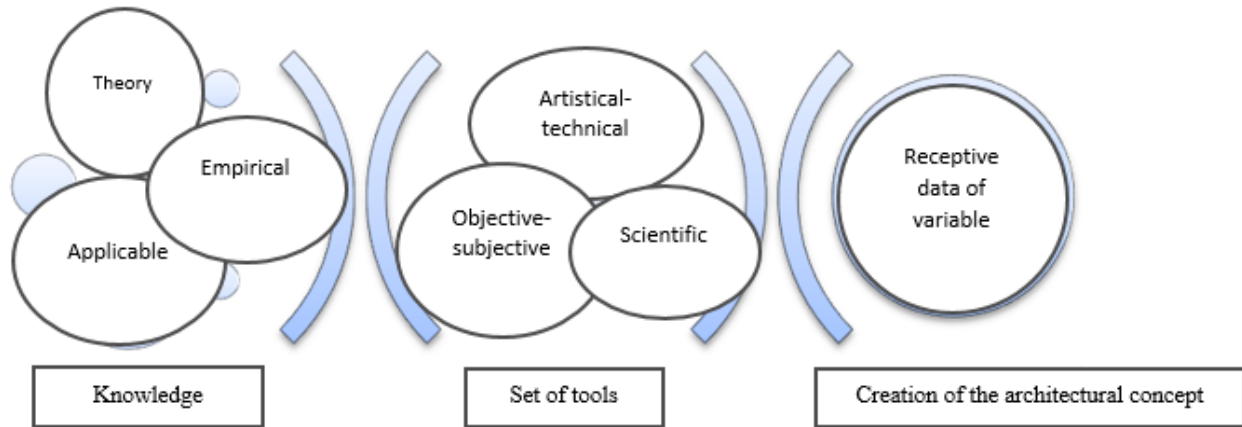 Theory
Empirical
Applicable
Artistical-
technical
Objective-
subjective
Scientific
Receptive
data of
variable
Knowledge
Set of tools
Creation of the architectural concept